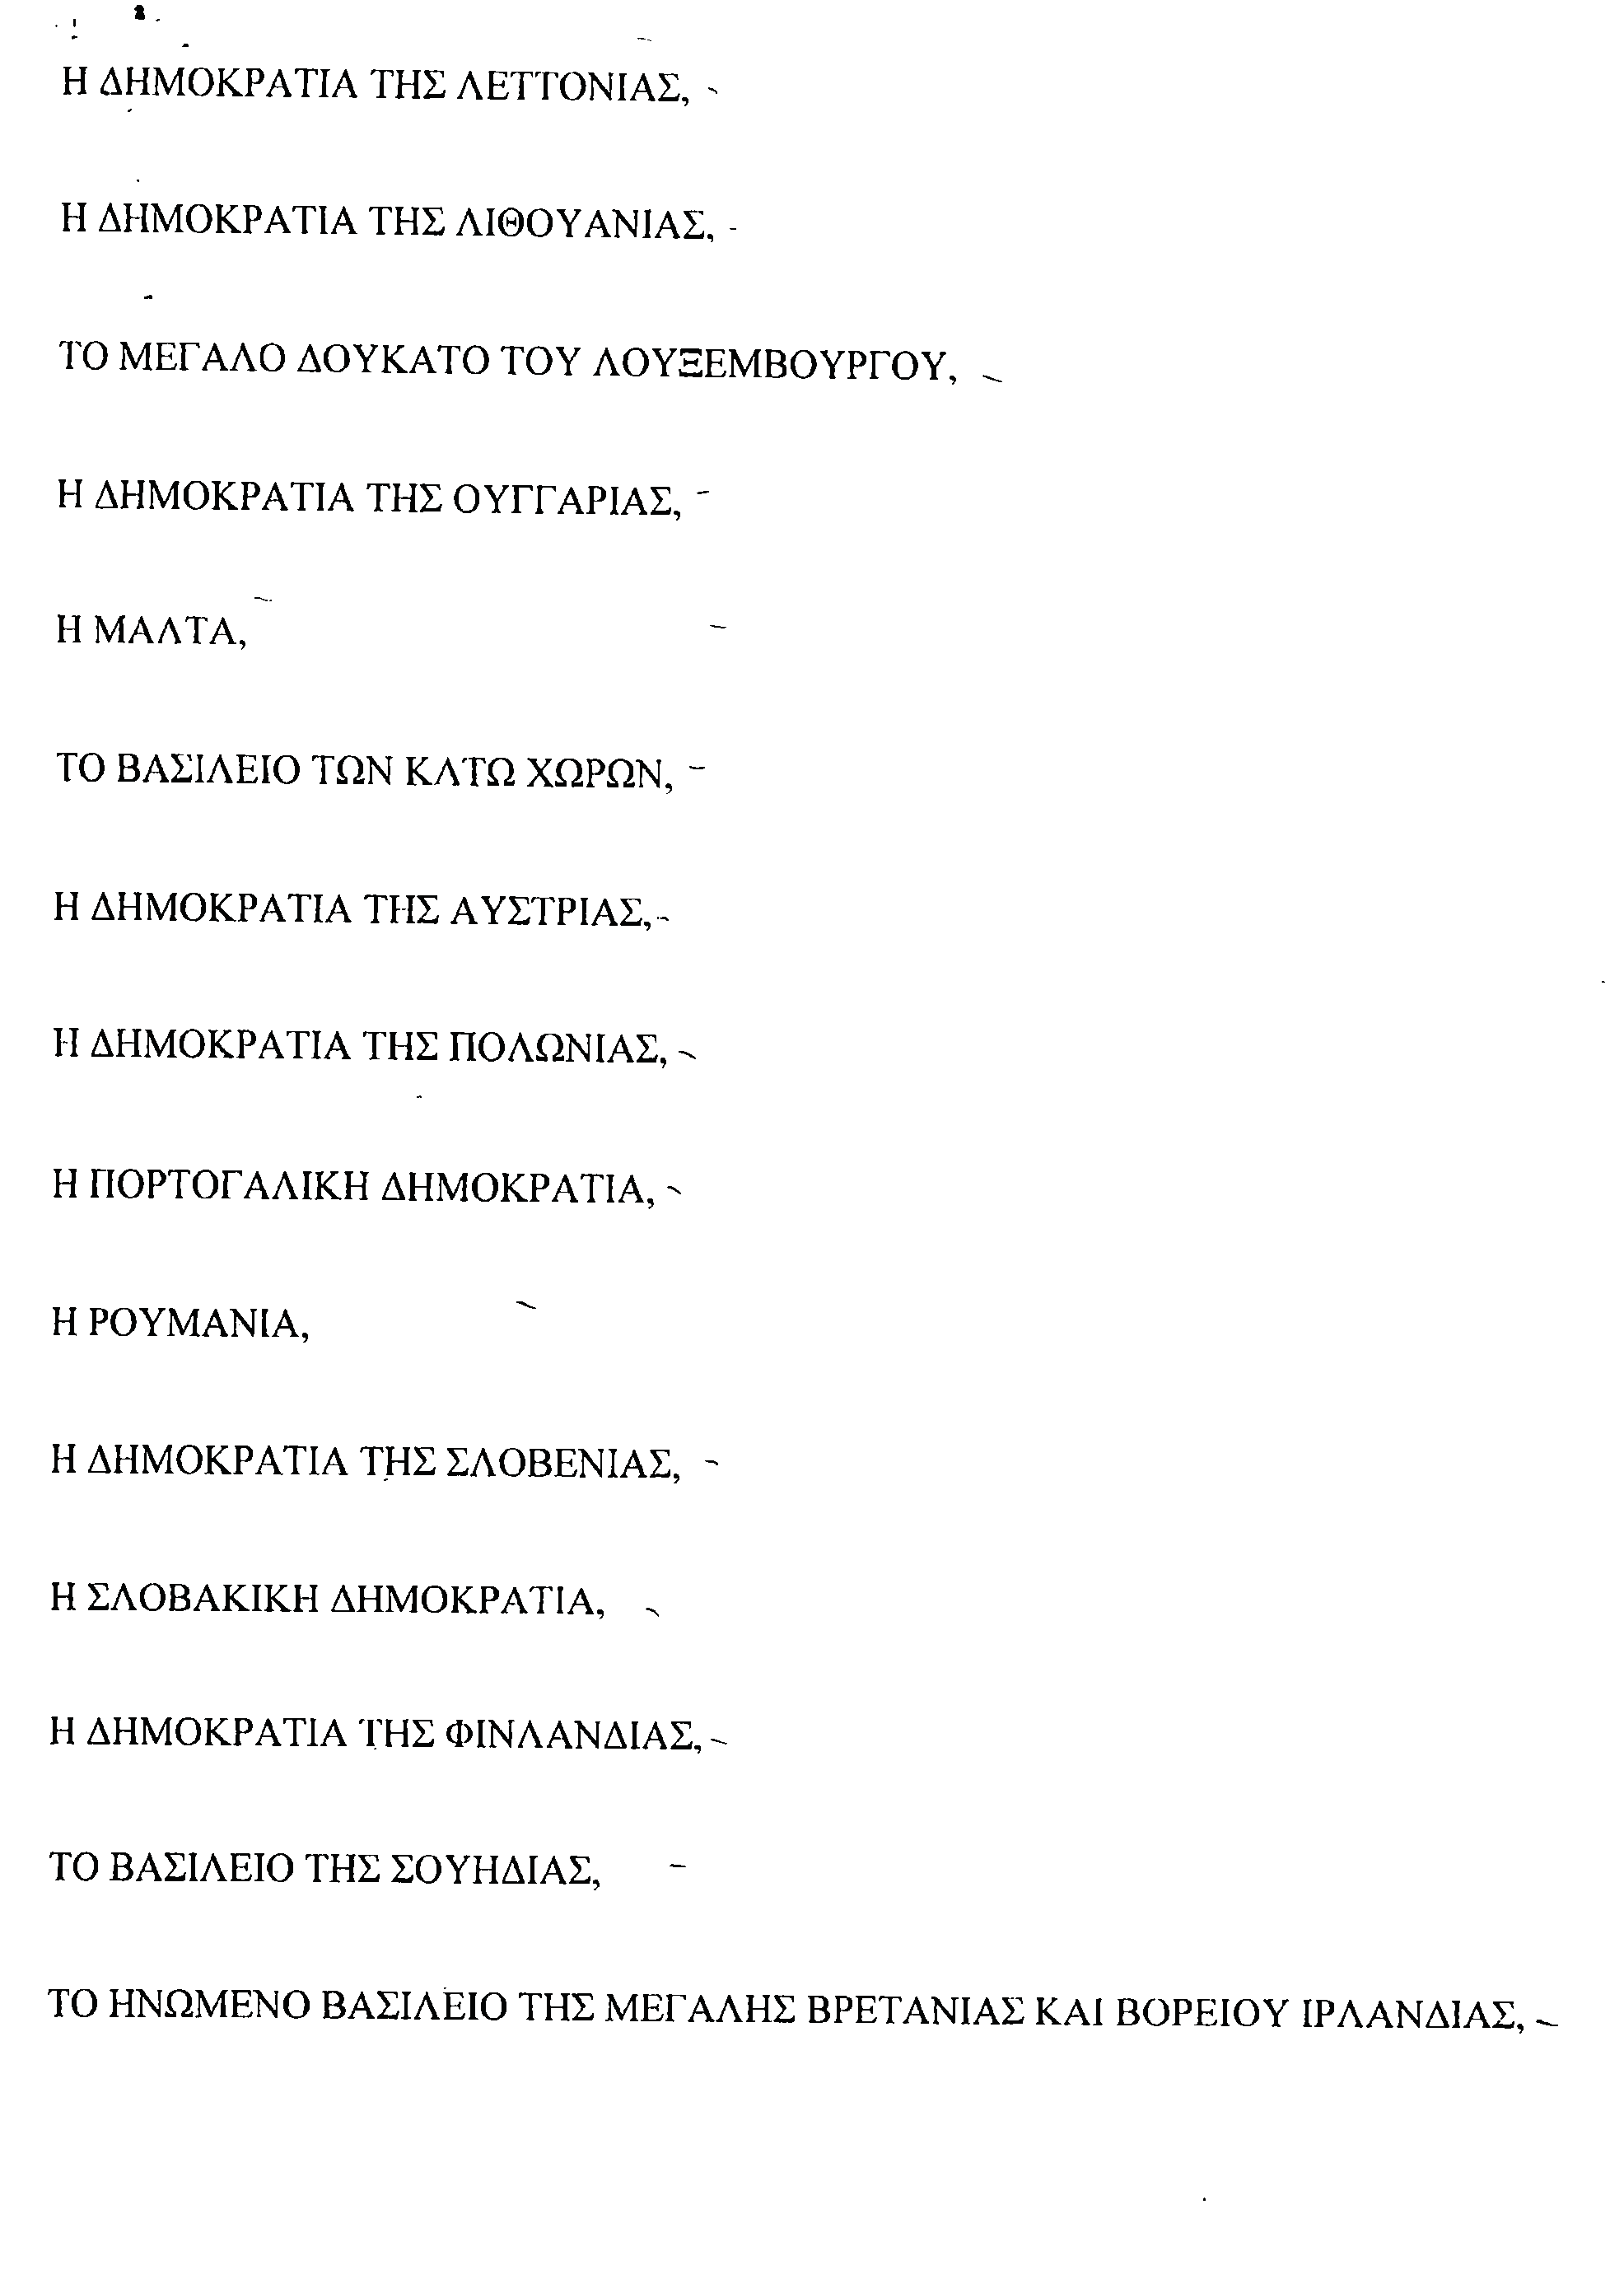 Η ΔΗΜΟΚΡΑΤΙΑ ΤΗΣ ΛΕΤΤΟΝΙΑΣ,
Η ΔΗΜΟΚΡΑΤΙΑ ΤΗΣ ΛΙΘΟΥΑΝΙΑΣ,
ΤΟ ΜΕΓΑΛΟ ΔΟΥΚΑΤΟ ΤΟΥ ΛΟΥΞΕΜΒΟΥΡΓΟΥ,
Η ΔΗΜΟΚΡΑΤΙΑ ΤΗΣ ΟΥΓΓΑΡΙΑΣ,
Η ΜΑΛΤΑ,
ΤΟ ΒΑΣΙΛΕΙΟ ΤΩΝ ΚΑΤΩ ΧΩΡΩΝ,
Η ΔΗΜΟΚΡΑΤΙΑ ΤΗΣ ΑΥΣΤΡΙΑΣ,
Η ΔΗΜΟΚΡΑΤΙΑ ΤΗΣ ΠΟΛΩΝΙΑΣ,
Η ΠΟΡΤΟΓΑΛΙΚΗ ΔΗΜΟΚΡΑΤΙΑ,
Η ΡΟΥΜΑΝΙΑ,
Η ΔΗΜΟΚΡΑΤΙΑ ΤΗΣ ΣΛΟΒΕΝΙΑΣ,
Η ΣΛΟΒΑΚΙΚΗ ΔΗΜΟΚΡΑΤΙΑ,
Η ΔΗΜΟΚΡΑΤΙΑ ΤΗΣ ΦΙΝΛΑΝΔΙΑΣ,
ΤΟ ΒΑΣΙΛΕΙΟ ΤΗΣ ΣΟΥΗΔΙΑΣ,
ΤΟ ΗΝΩΜΕΝΟ ΒΑΣΙΛΕΙΟ ΤΗΣ ΜΕΓΑΛΗΣ ΒΡΕΤΑΝΙΑΣ ΚΑΙ ΒΟΡΕΙΟΥ ΙΡΛΑΝΔΙΑΣ,